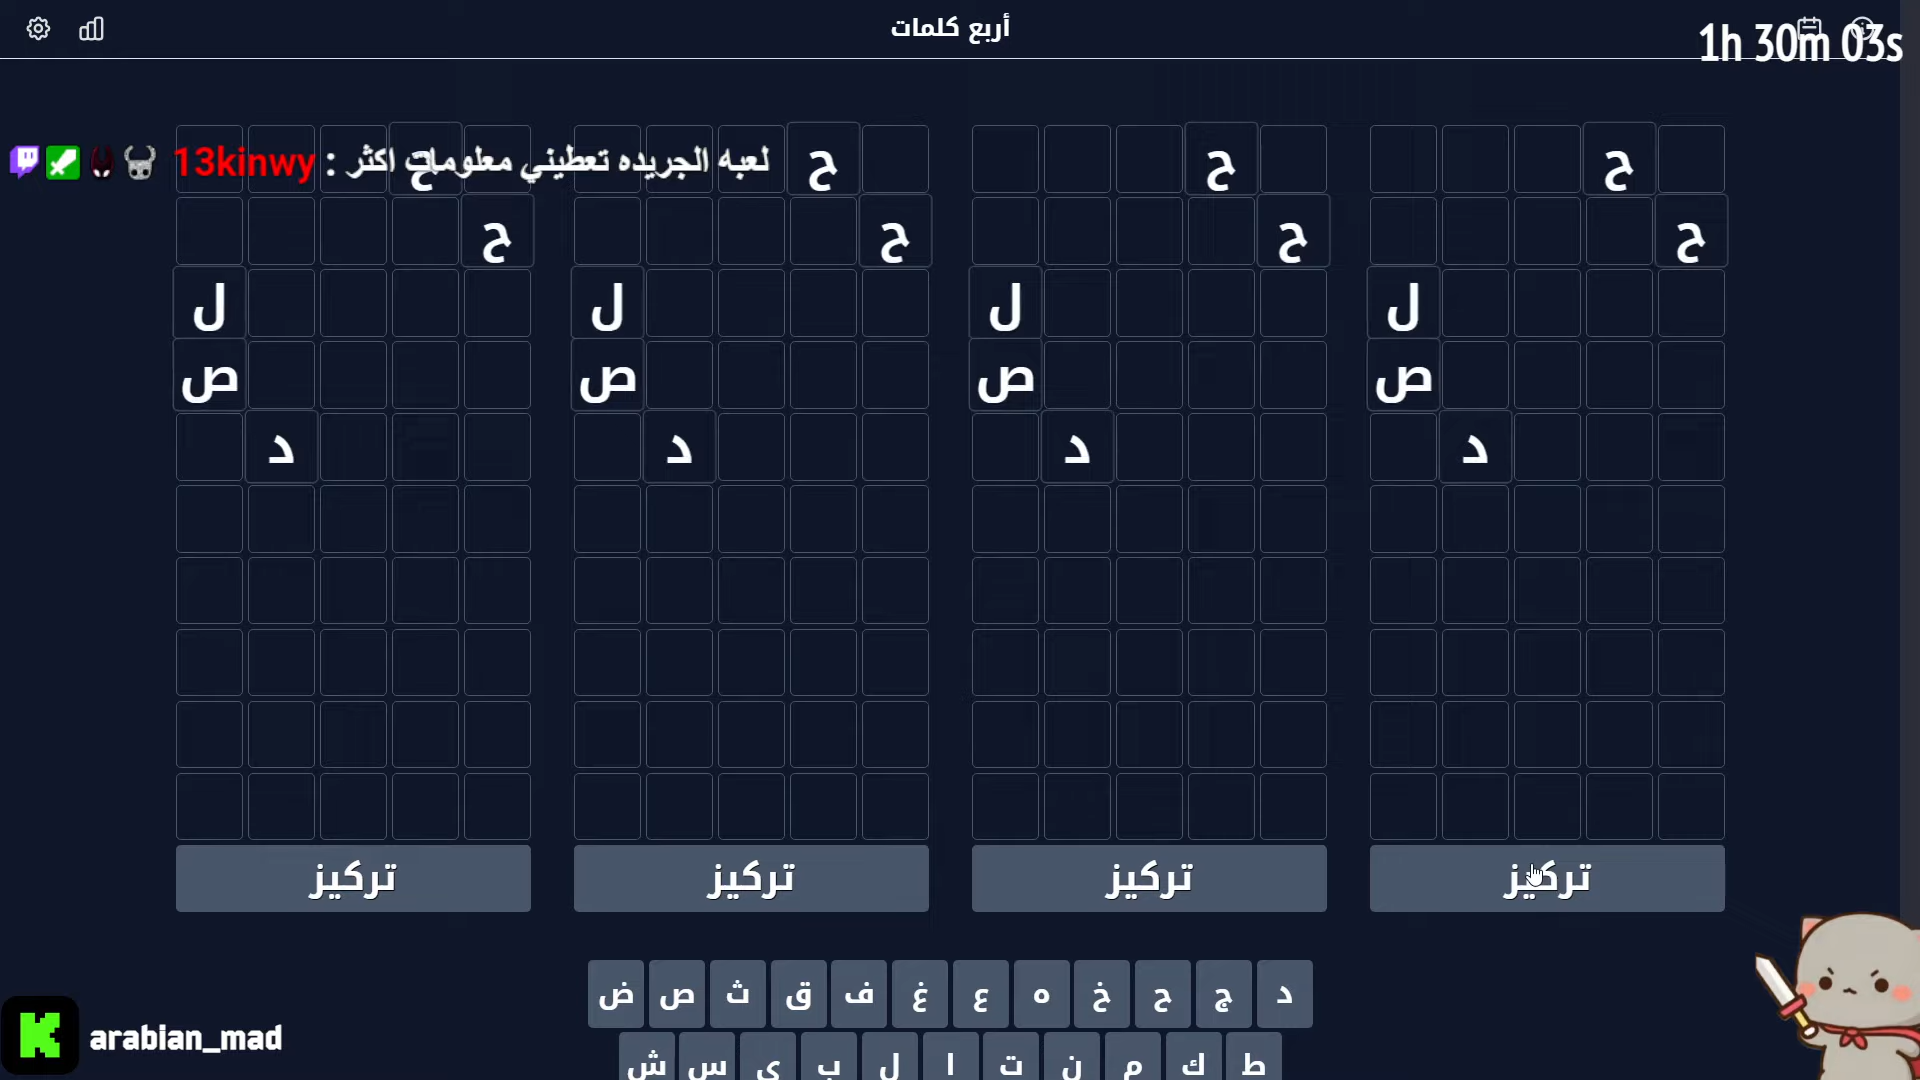 أربع كلمات
1h 30m 03s
13kinwy : لعبه الجريده تعطيني معلومات اكثر
ح ح ح ح
ح ح ح ح
ل ل ل ل
ص ص ص ص
د د د د
تركيز تركيز تركيز تركيز
د ج ح خ ه ع غ ف ق ث ص ض
ط ك م ن ت ا ل ب ي س ش
arabian_mad